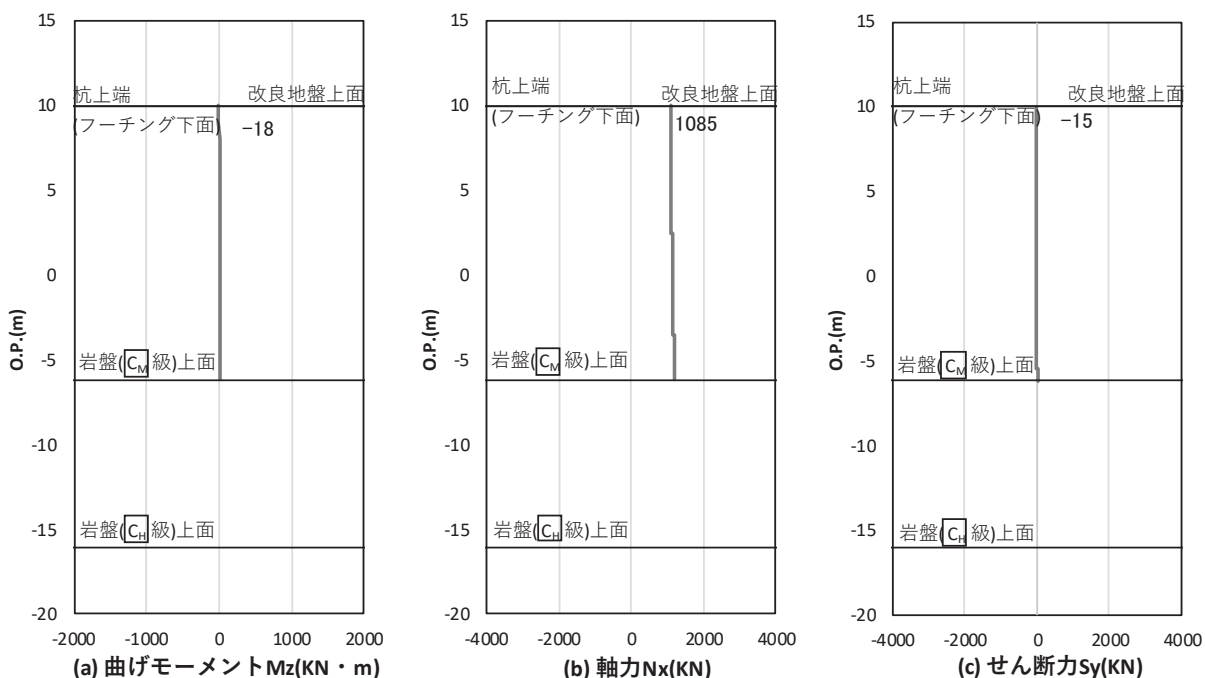 15
10
5
0
-5
-10
-15
-20
O.P.(m)
杭上端
改良地盤上面
(フーチング下面)
-18
岩盤(CM級)上面
岩盤(CH級)上面
-2000 -1000 0 1000 2000
(a) 曲げモーメントMz(KN・m)
15
10
5
0
-5
-10
-15
-20
O.P.(m)
杭上端
改良地盤上面
(フーチング下面)
1085
岩盤(CM級)上面
岩盤(CH級)上面
-4000 -2000 0 2000 4000
(b) 軸力Nx(KN)
15
10
5
0
-5
-10
-15
-20
O.P.(m)
杭上端
改良地盤上面
(フーチング下面)
-15
岩盤(CM級)上面
岩盤(CH級)上面
-4000 -2000 0 2000 4000
(c) せん断力Sy(KN)